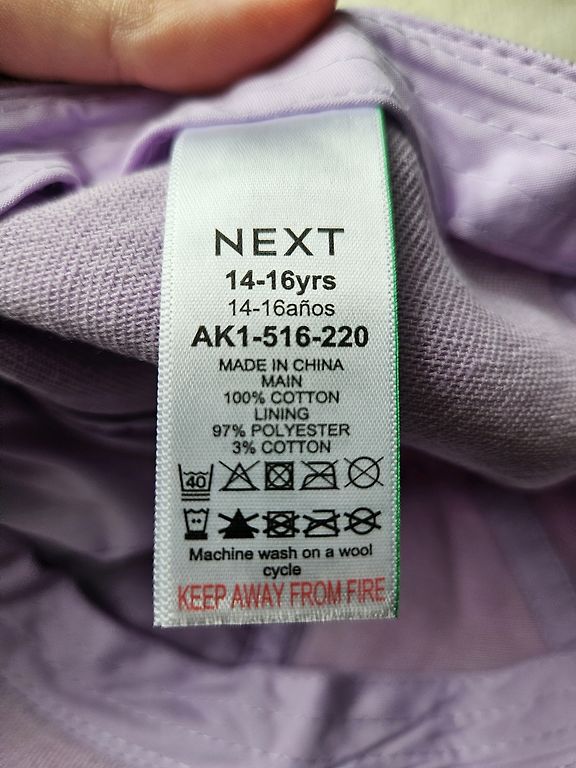 NEXT
14-16yrs
14-16años
AK1-516-220
MADE IN CHINA
MAIN
100% COTTON
LINING
97% POLYESTER
3% COTTON
40
Machine wash on a wool
cycle
KEEP AWAY FROM FIRE